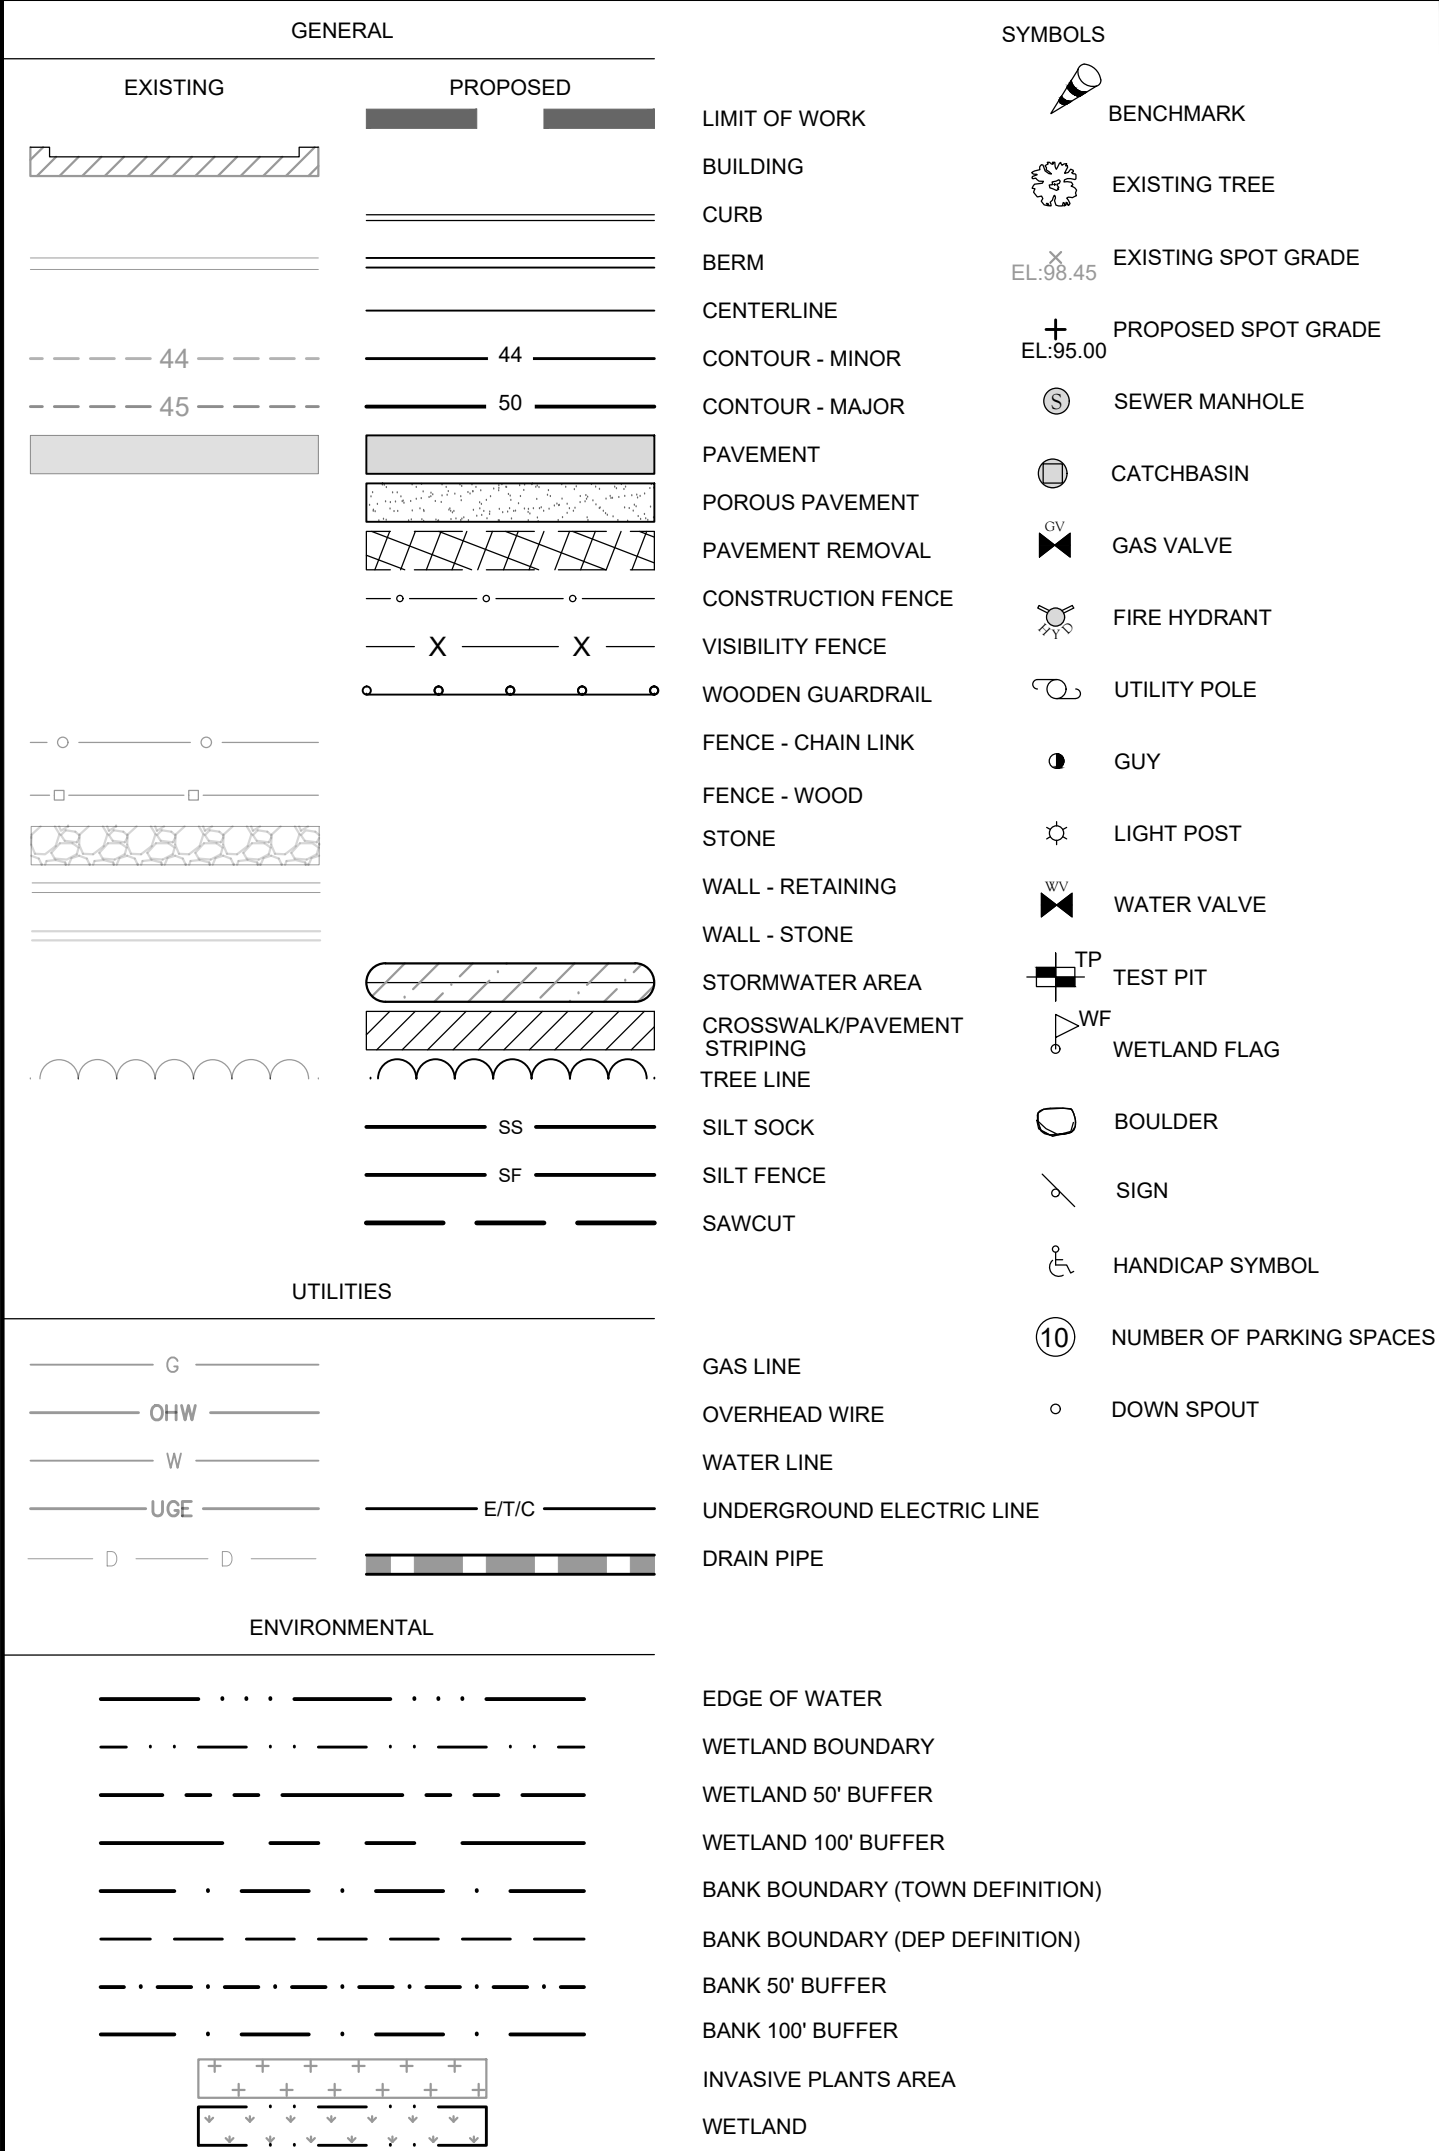 GENERAL
EXISTING PROPOSED
LIMIT OF WORK
BUILDING
CURB
BERM
CENTERLINE
44 44 CONTOUR - MINOR
45 50 CONTOUR - MAJOR
PAVEMENT
POROUS PAVEMENT
PAVEMENT REMOVAL
CONSTRUCTION FENCE
X X VISIBILITY FENCE
WOODEN GUARDRAIL
FENCE - CHAIN LINK
FENCE - WOOD
STONE
WALL - RETAINING
WALL - STONE
STORMWATER AREA
CROSSWALK/PAVEMENT
STRIPING
TREE LINE
SS SILT SOCK
SF SILT FENCE
SAWCUT
UTILITIES
G GAS LINE
OHW OVERHEAD WIRE
W WATER LINE
UGE E/T/C UNDERGROUND ELECTRIC LINE
D D DRAIN PIPE
ENVIRONMENTAL
EDGE OF WATER
WETLAND BOUNDARY
WETLAND 50' BUFFER
WETLAND 100' BUFFER
BANK BOUNDARY (TOWN DEFINITION)
BANK BOUNDARY (DEP DEFINITION)
BANK 50' BUFFER
BANK 100' BUFFER
INVASIVE PLANTS AREA
WETLAND
SYMBOLS
BENCHMARK
EXISTING TREE
EXISTING SPOT GRADE
EL:98.45
PROPOSED SPOT GRADE
EL:95.00
S SEWER MANHOLE
CATCHBASIN
GV
GAS VALVE
FIRE HYDRANT
HYD
UTILITY POLE
GUY
LIGHT POST
WV
WATER VALVE
TP
TEST PIT
WF
WETLAND FLAG
BOULDER
SIGN
HANDICAP SYMBOL
10 NUMBER OF PARKING SPACES
DOWN SPOUT